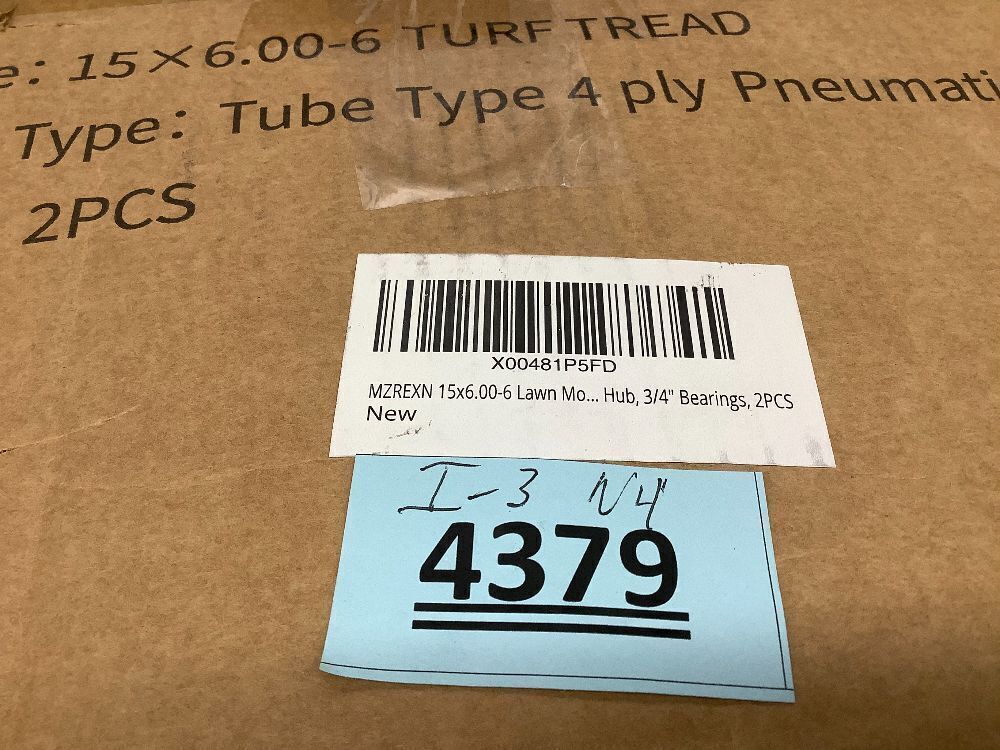 e: 15×6.00-6 TURF TREAD
Type: Tube Type 4 ply Pneumati
2PCS
X00481P5FD
MZREXN 15x6.00-6 Lawn Mo... Hub, 3/4" Bearings, 2PCS
New
I-3 N4
4379